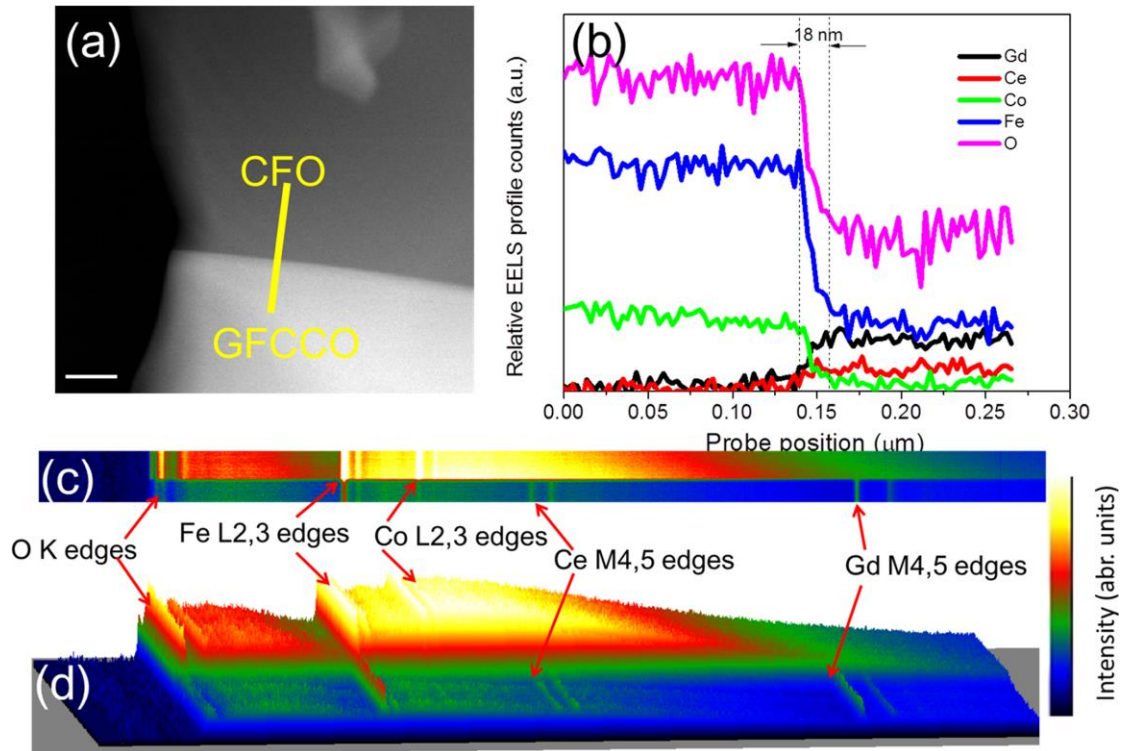 (a)
CFO
GFCCO
(b)
18 nm
Gd
Ce
Co
Fe
O
Relative EELS profile counts (a.u.)
0.00 0.05 0.10 0.15 0.20 0.25 0.30
Probe position (μm)
(c)
O K edges
Fe L2,3 edges
Co L2,3 edges
Ce M4,5 edges
Gd M4,5 edges
(d)
Intensity (abr. units)